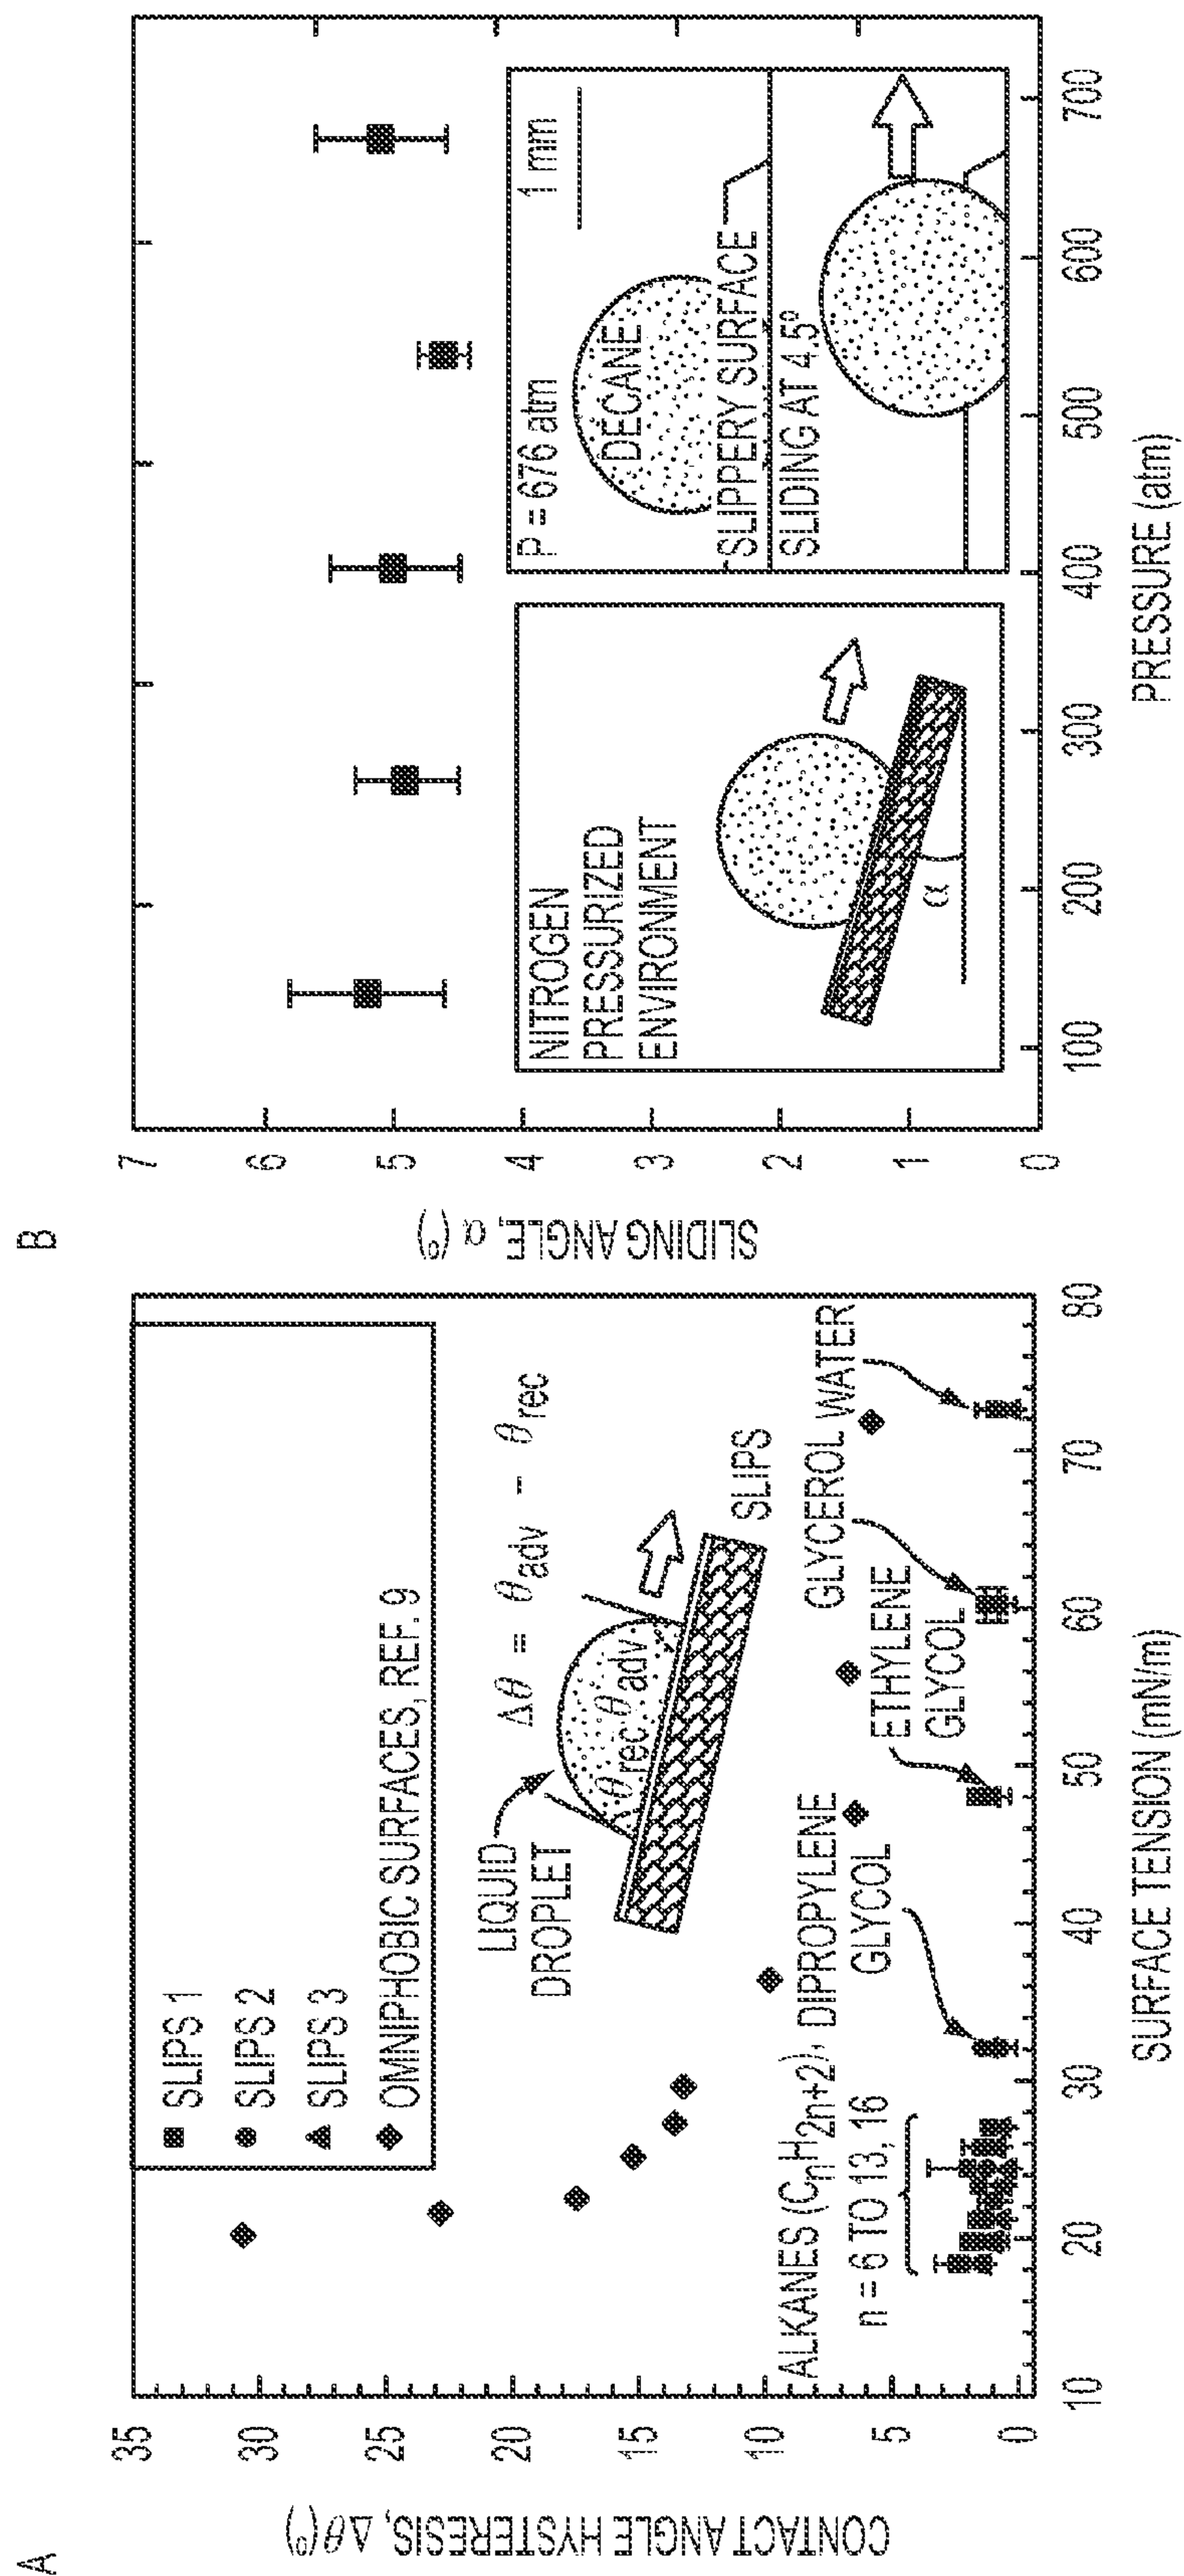 A
CONTACT ANGLE HYSTERESIS, Δθ (º)
35
30
25
20
15
10
5
0
SLIPS 1
SLIPS 2
SLIPS 3
OMNIPHOBIC SURFACES, REF. 9
LIQUID
DROPLET
Δθ = θadv - θrec
θrec θadv
SLIPS
ALKANES (CnH2n+2),
n = 6 TO 13, 16
DIPROPYLENE
GLYCOL
ETHYLENE
GLYCOL
GLYCEROL
WATER
10 20 30 40 50 60 70 80
SURFACE TENSION (mN/m)
B
SLIDING ANGLE, α (º)
7
6
5
4
3
2
1
0
NITROGEN
PRESSURIZED
ENVIRONMENT
α
P = 676 atm
1 mm
DECANE
SLIPPERY SURFACE
SLIDING AT 4.5º
100 200 300 400 500 600 700
PRESSURE (atm)